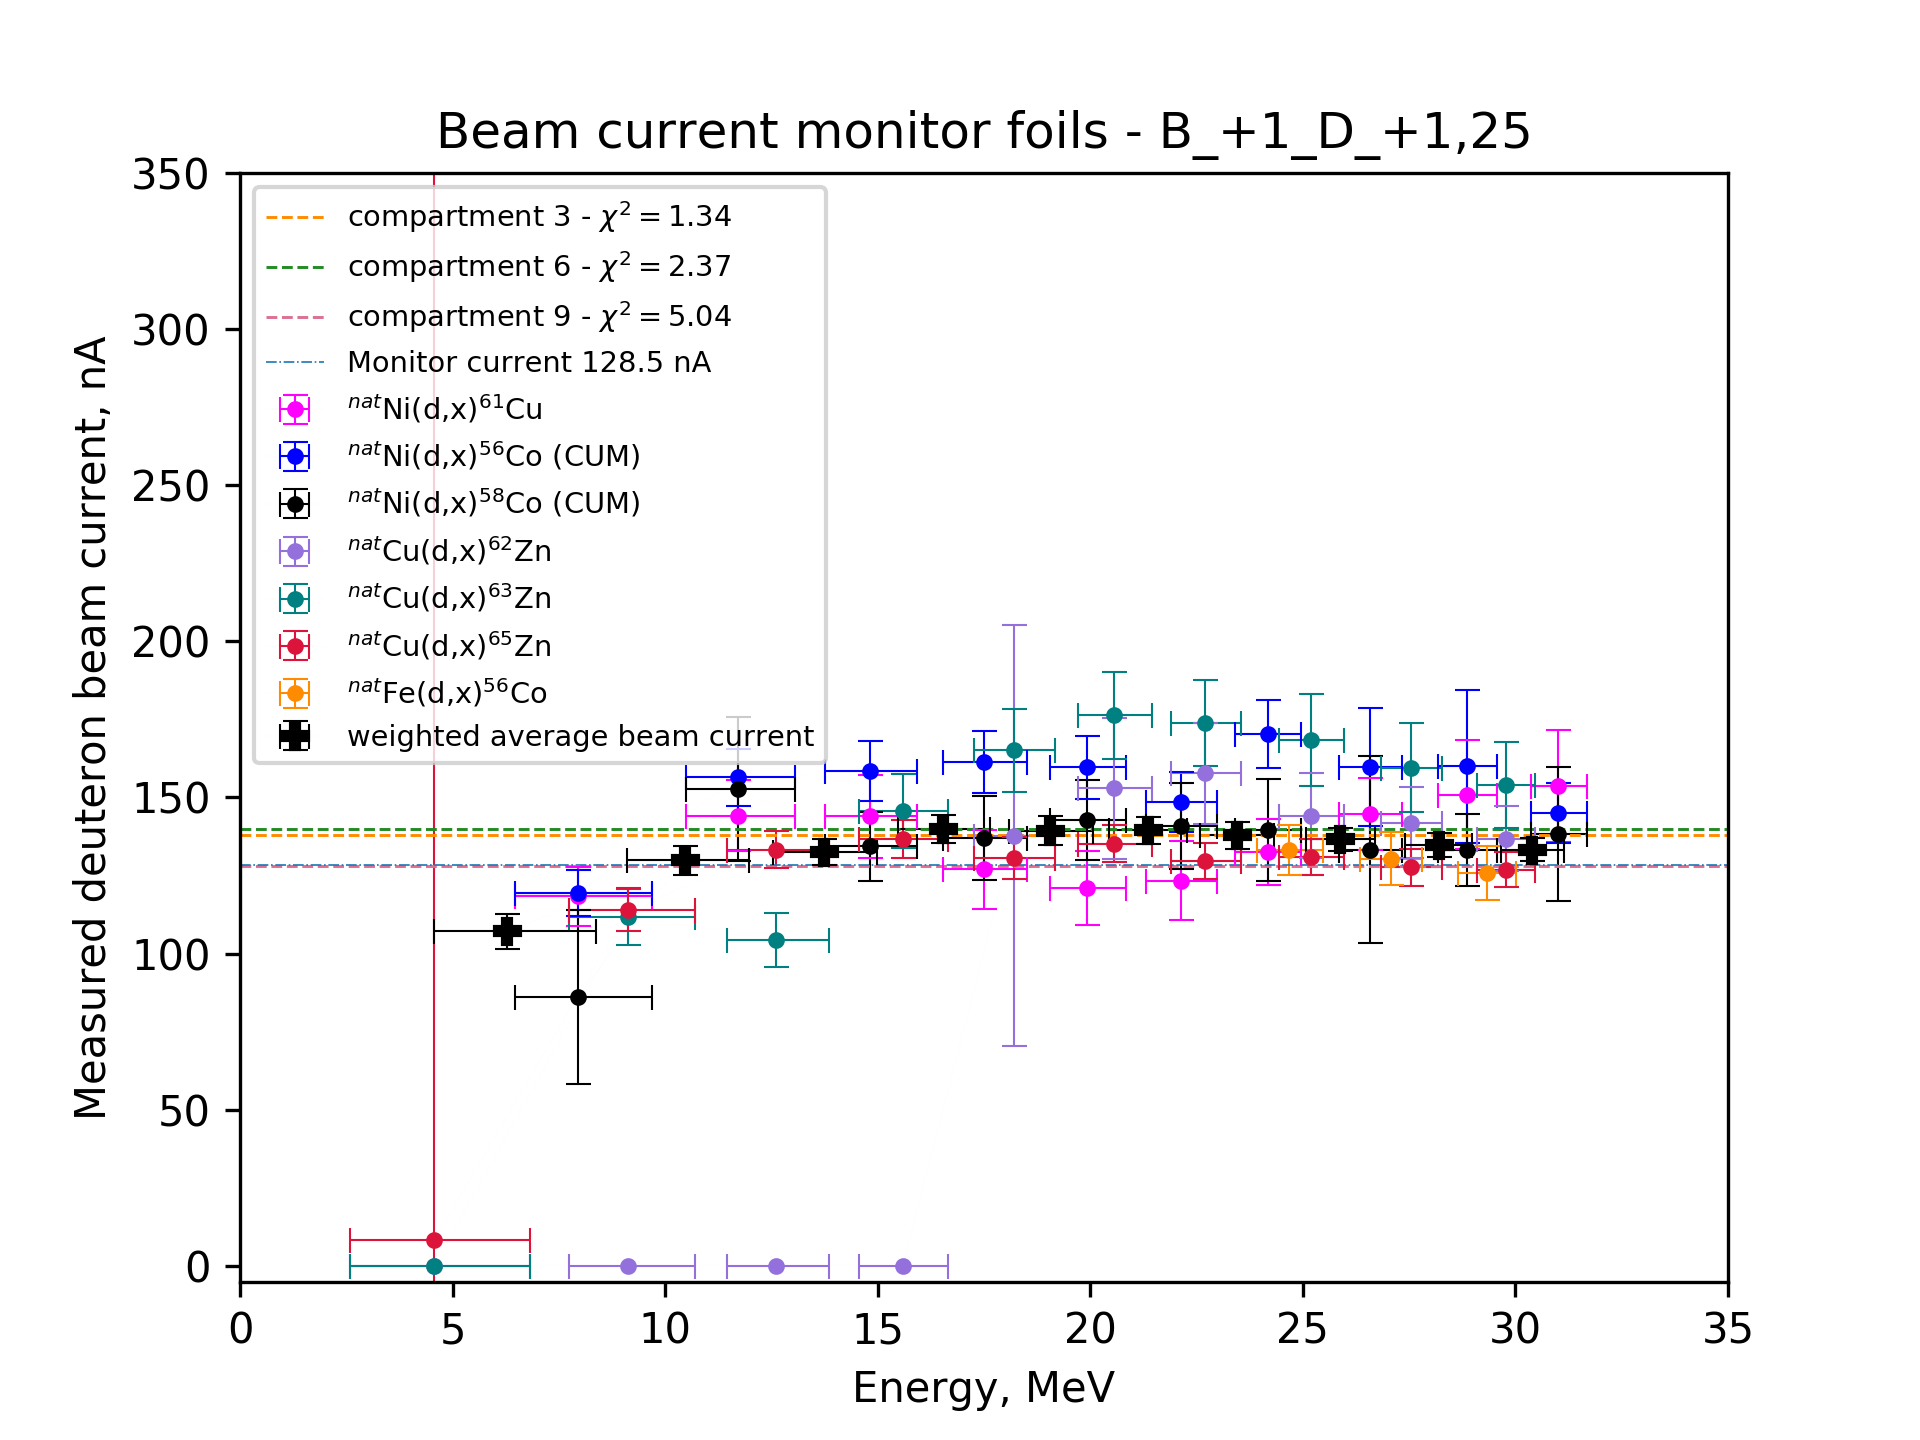 Beam current monitor foils - B_+1_D_+1,25
Measured deuteron beam current, nA
350
300
250
200
150
100
50
0
compartment 3 - χ² = 1.34
compartment 6 - χ² = 2.37
compartment 9 - χ² = 5.04
Monitor current 128.5 nA
ⁿᵃᵗNi(d,x)⁶¹Cu
ⁿᵃᵗNi(d,x)⁵⁶Co (CUM)
ⁿᵃᵗNi(d,x)⁵⁸Co (CUM)
ⁿᵃᵗCu(d,x)⁶²Zn
ⁿᵃᵗCu(d,x)⁶³Zn
ⁿᵃᵗCu(d,x)⁶⁵Zn
ⁿᵃᵗFe(d,x)⁵⁶Co
weighted average beam current
0 5 10 15 20 25 30 35
Energy, MeV